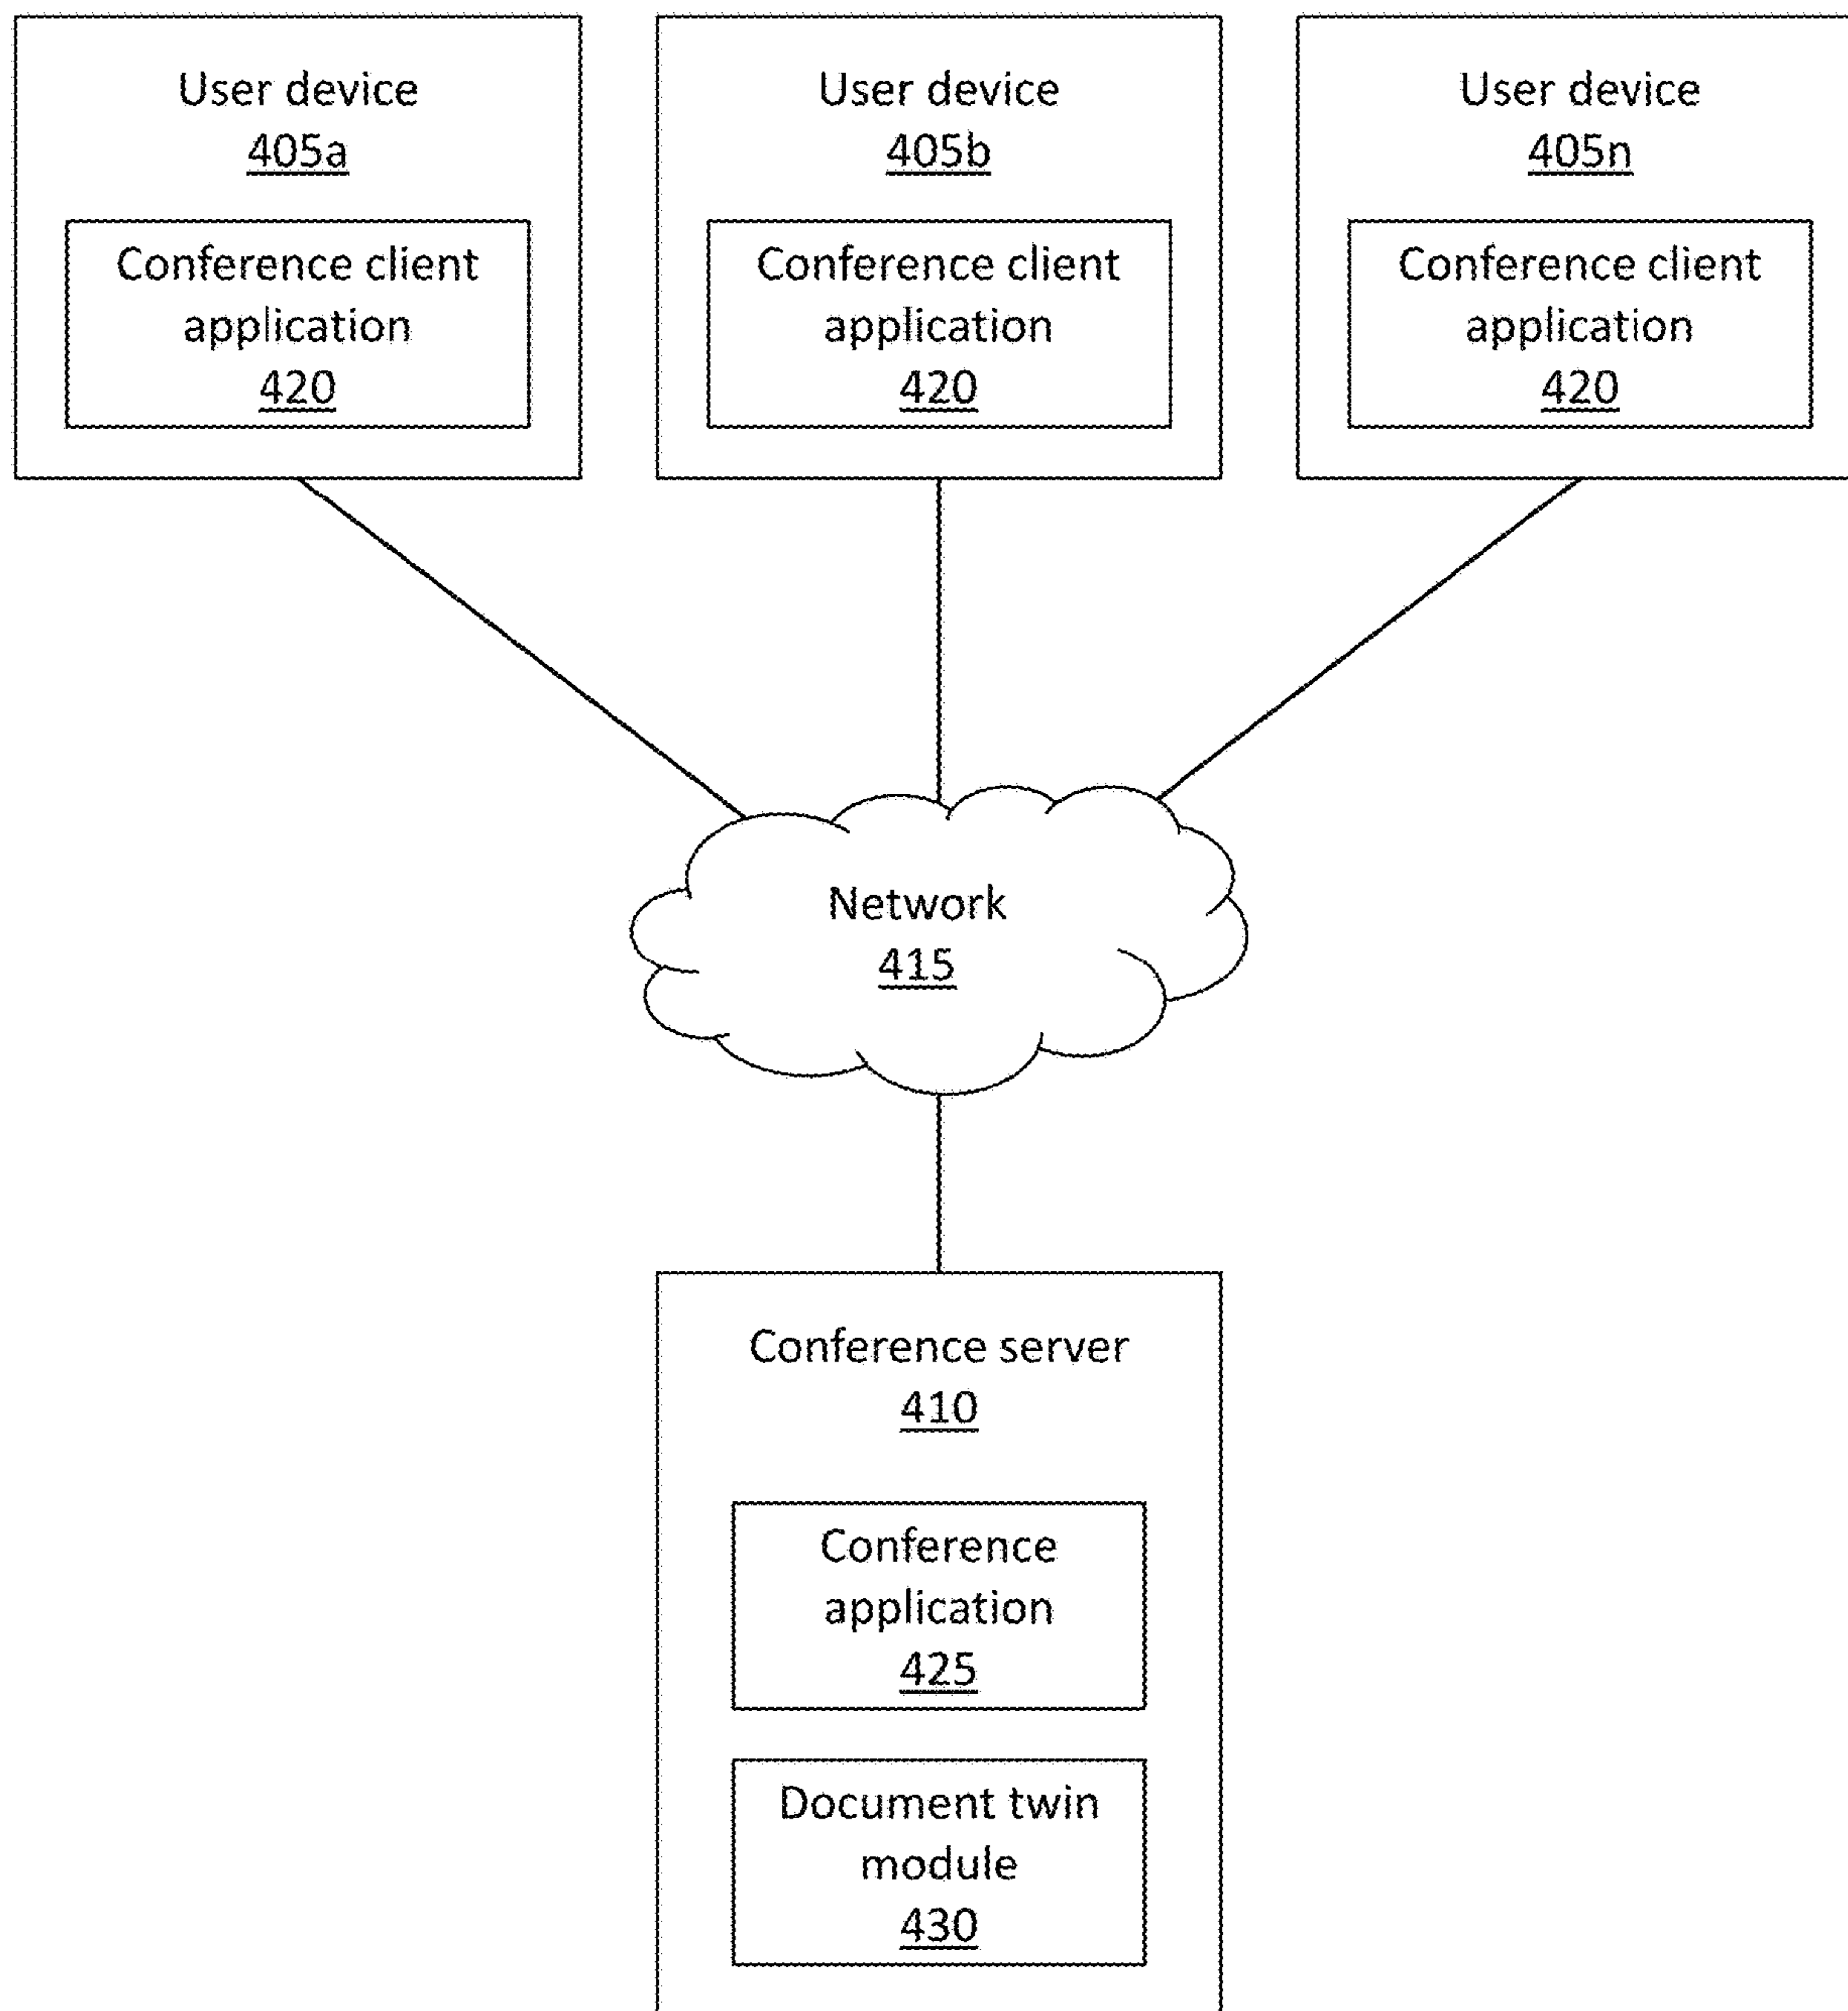 User device
405a
Conference client
application
420
User device
405b
Conference client
application
420
User device
405n
Conference client
application
420
Network
415
Conference server
410
Conference
application
425
Document twin
module
430